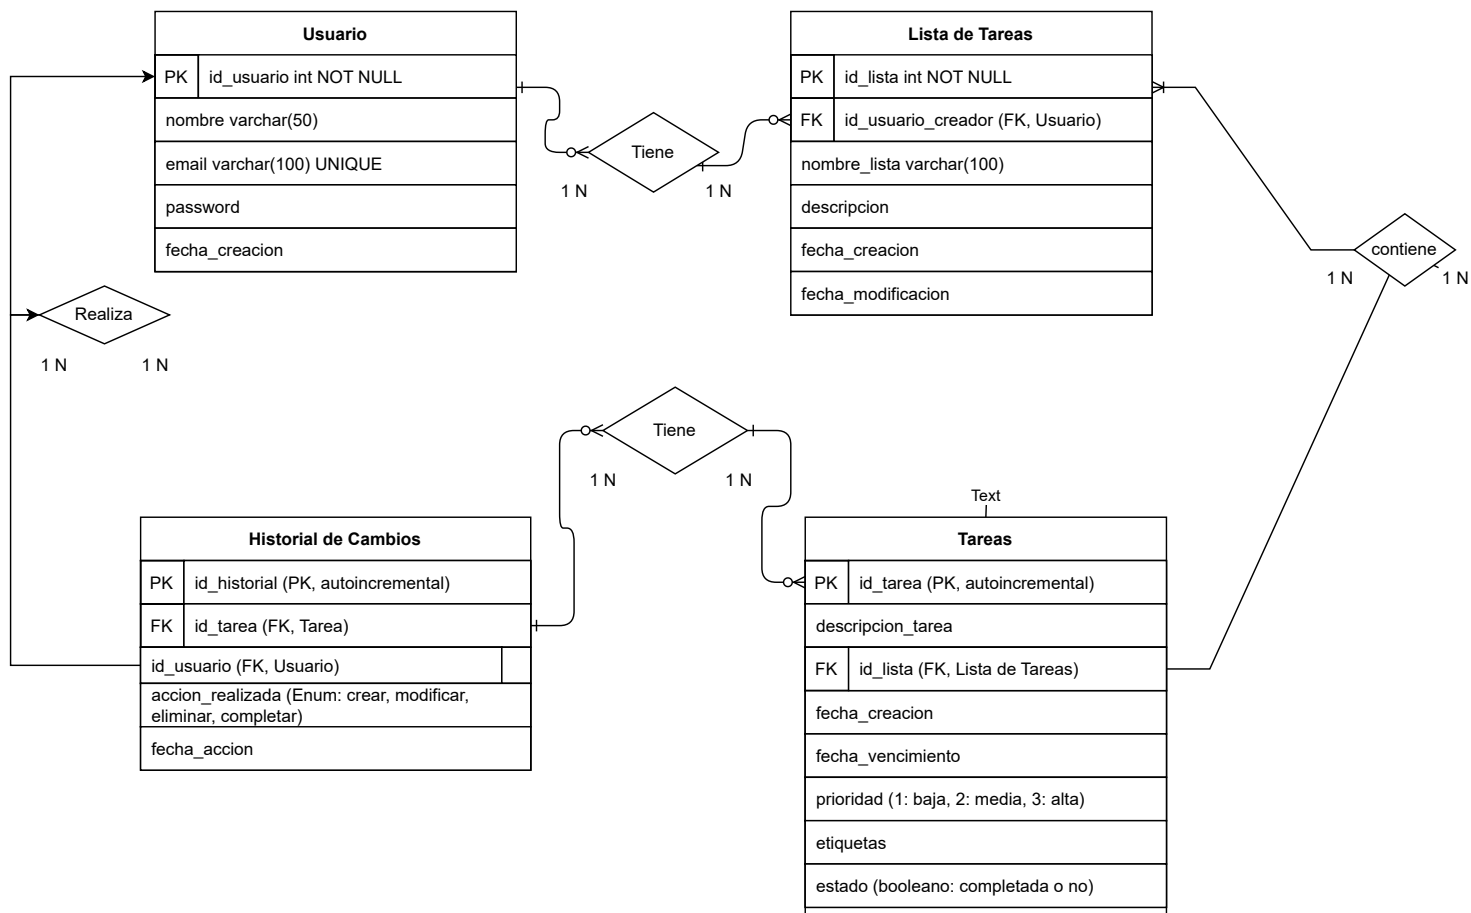 Usuario
PK id_usuario int NOT NULL
nombre varchar(50)
email varchar(100) UNIQUE
password
fecha_creacion
Tiene
1 N
1 N
Lista de Tareas
PK id_lista int NOT NULL
FK id_usuario_creador (FK, Usuario)
nombre_lista varchar(100)
descripcion
fecha_creacion
fecha_modificacion
contiene
1 N
1 N
Realiza
1 N
1 N
Tiene
1 N
1 N
Historial de Cambios
PK id_historial (PK, autoincremental)
FK id_tarea (FK, Tarea)
id_usuario (FK, Usuario)
accion_realizada (Enum: crear, modificar,
eliminar, completar)
fecha_accion
Text
Tareas
PK id_tarea (PK, autoincremental)
descripcion_tarea
FK id_lista (FK, Lista de Tareas)
fecha_creacion
fecha_vencimiento
prioridad (1: baja, 2: media, 3: alta)
etiquetas
estado (booleano: completada o no)